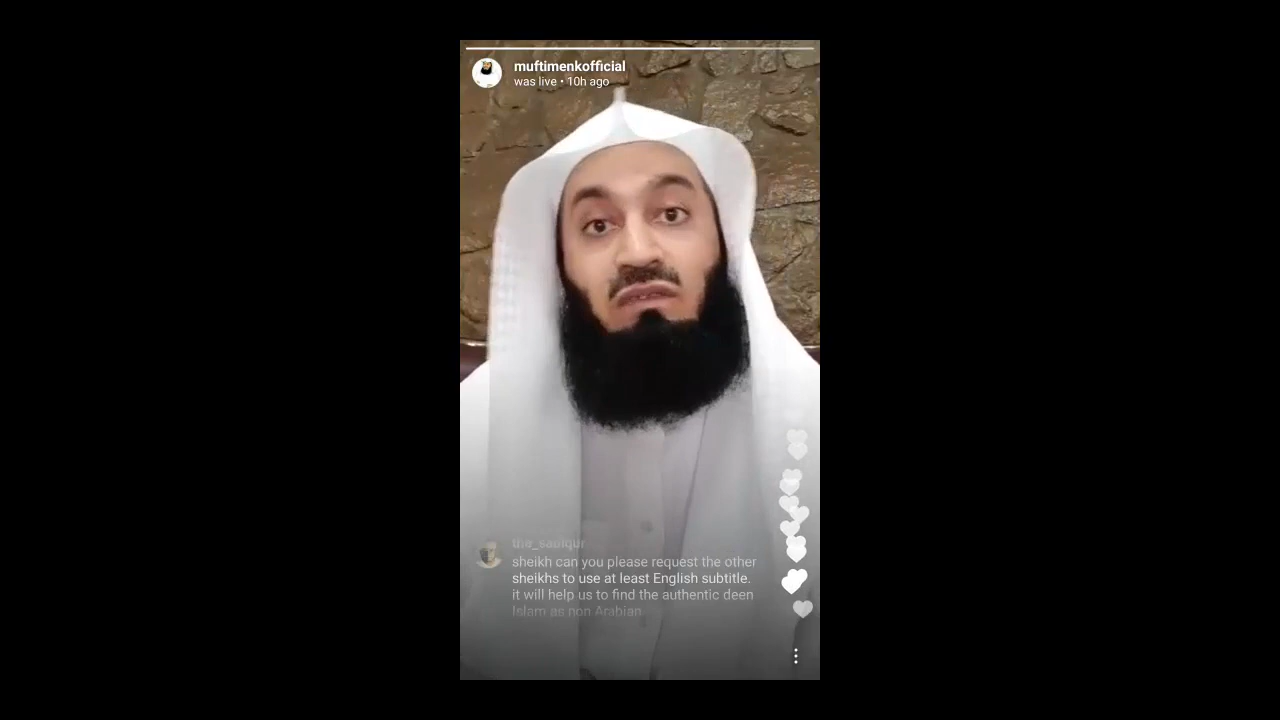 muftimenkofficial
was live • 10h ago
the_sabiqur
sheikh can you please request the other
sheikhs to use at least English subtitle.
it will help us to find the authentic deen
Islam as non Arabian